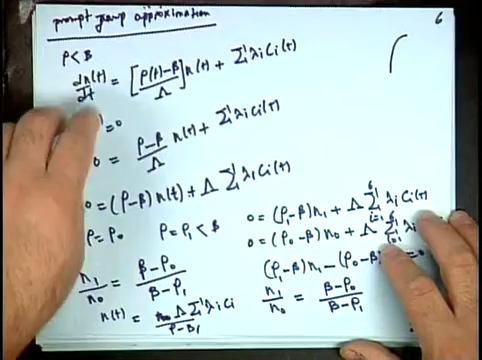 prompt jump approximation
6
ρ < β
dn(t)/dt = [(ρ(t)-β)/Λ] n(t) + Σ λi Ci(t)
= 0
0 = (ρ-β)/Λ n(t) + Σ λi Ci(t)
0 = (ρ-β) n(t) + Λ Σ λi Ci(t)
ρ = ρ0 ρ = ρ1 < β
n1/n0 = (β-ρ0)/(β-ρ1)
n(t) = Λ Σ λi Ci
0 = (ρ1-β) n1 + Λ Σ λi Ci(t)
0 = (ρ0-β) n0 + Λ Σ λi
(ρ1-β) n1 - (ρ0-β) = 0
n1/n0 = (β-ρ0)/(β-ρ1)